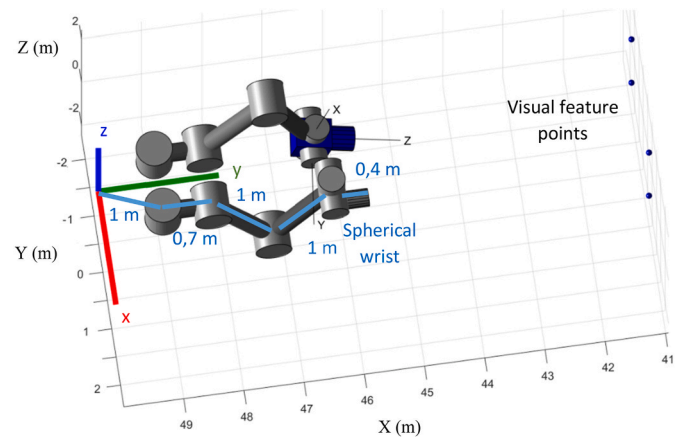 Z (m)
2
0
-2
-2
-1
0
1
2
Y (m)
z
y
x
1 m
0,7 m
1 m
1 m
0,4 m
Spherical
wrist
X
Z
Y
Visual feature
points
49
48
47
46
45
44
43
42
41
X (m)